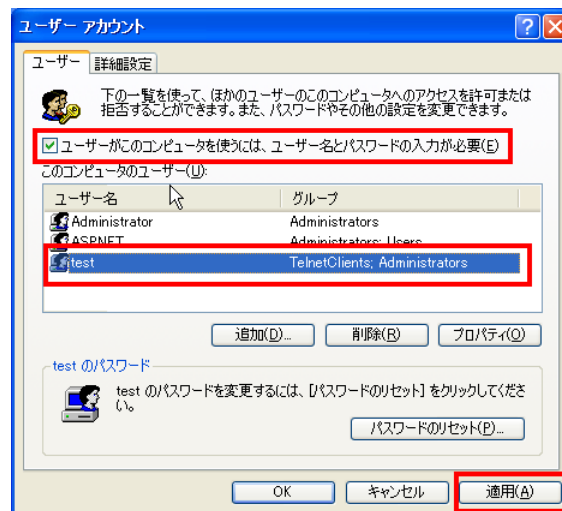 ユーザー アカウント
ユーザー 詳細設定
下の一覧を使って、ほかのユーザーのこのコンピュータへのアクセスを許可または
拒否することができます。また、パスワードやその他の設定を変更できます。
ユーザーがこのコンピュータを使うには、ユーザー名とパスワードの入力が必要(E)
このコンピュータのユーザー(U):
ユーザー名 グループ
Administrator Administrators
ASPNET Administrators; Users
test TelnetClients; Administrators
追加(D)... 削除(R) プロパティ(O)
test のパスワード
test のパスワードを変更するには、[パスワードのリセット] をクリックしてくださ
い。
パスワードのリセット(P)...
OK キャンセル 適用(A)